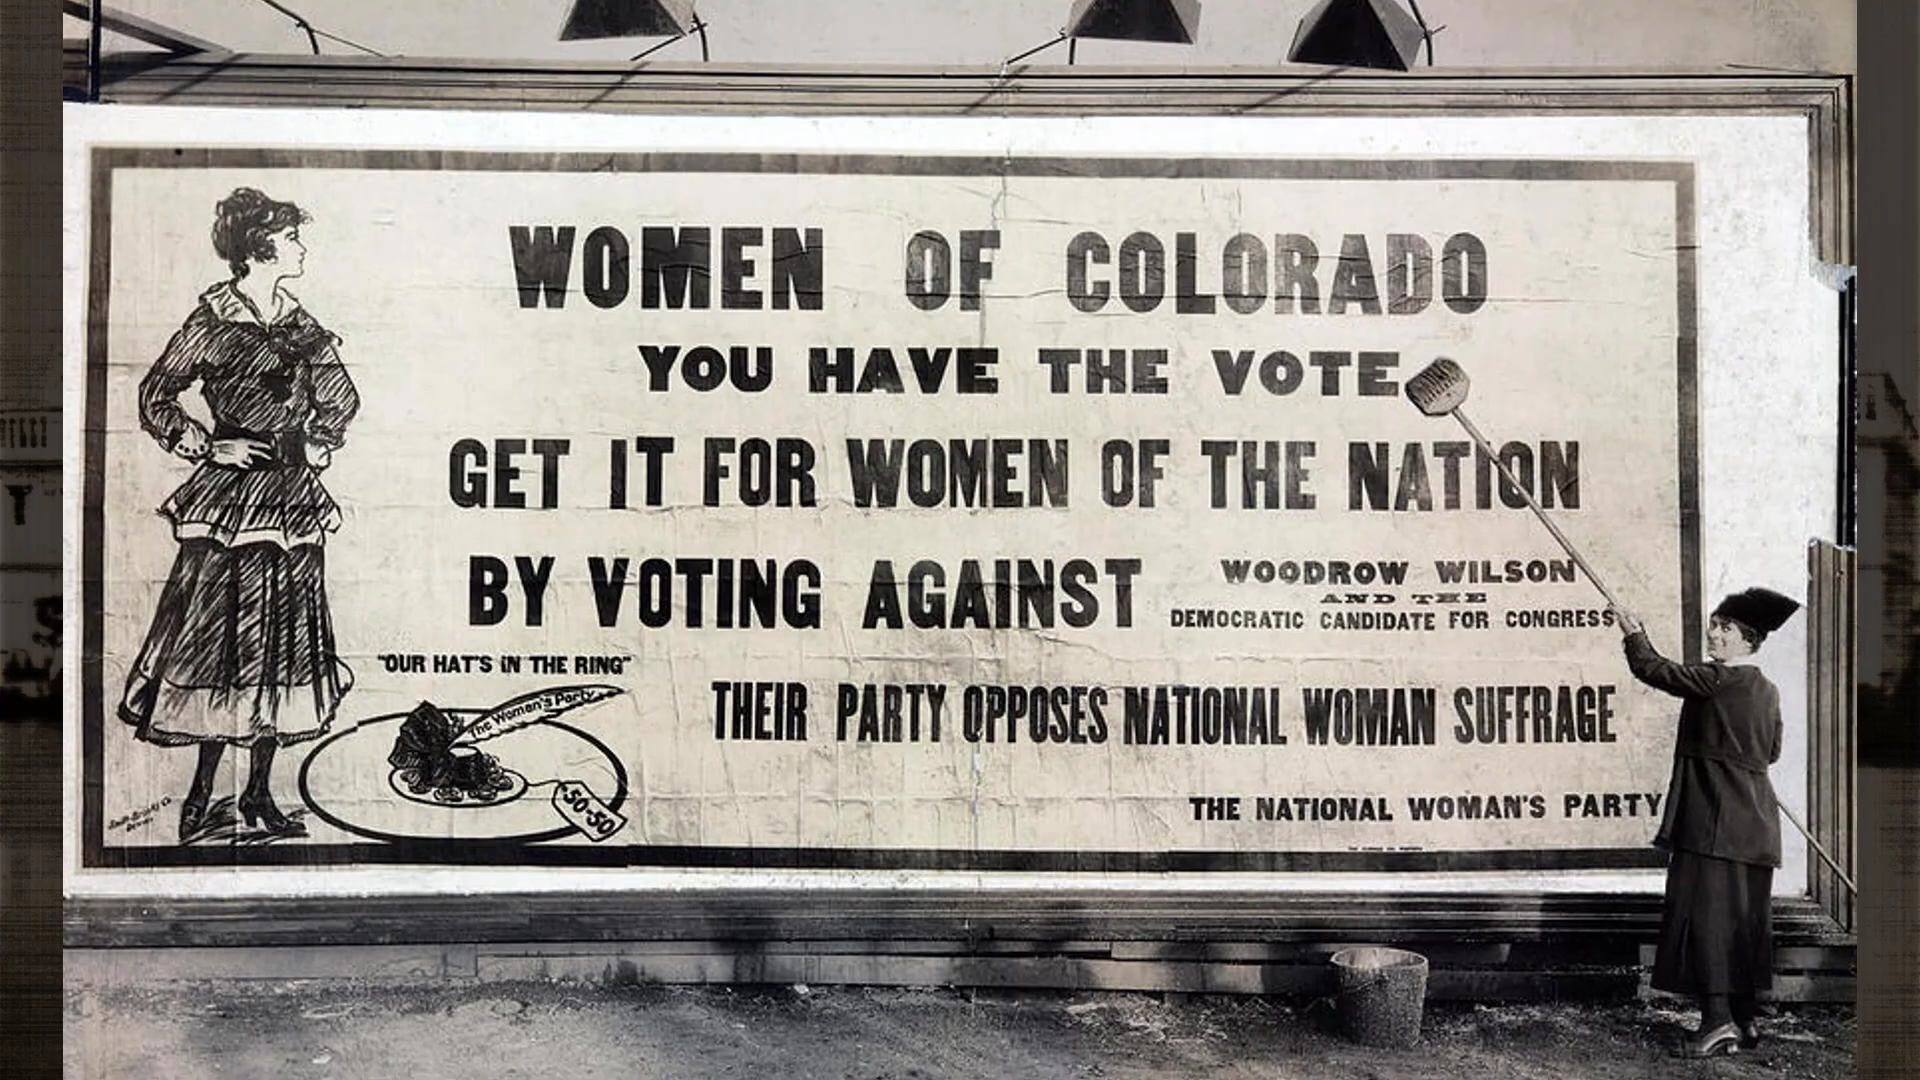 WOMEN OF COLORADO
YOU HAVE THE VOTE
GET IT FOR WOMEN OF THE NATION
BY VOTING AGAINST
WOODROW WILSON
AND THE
DEMOCRATIC CANDIDATE FOR CONGRESS
"OUR HAT'S IN THE RING"
The Woman's Party
50-50
THEIR PARTY OPPOSES NATIONAL WOMAN SUFFRAGE
THE NATIONAL WOMAN'S PARTY